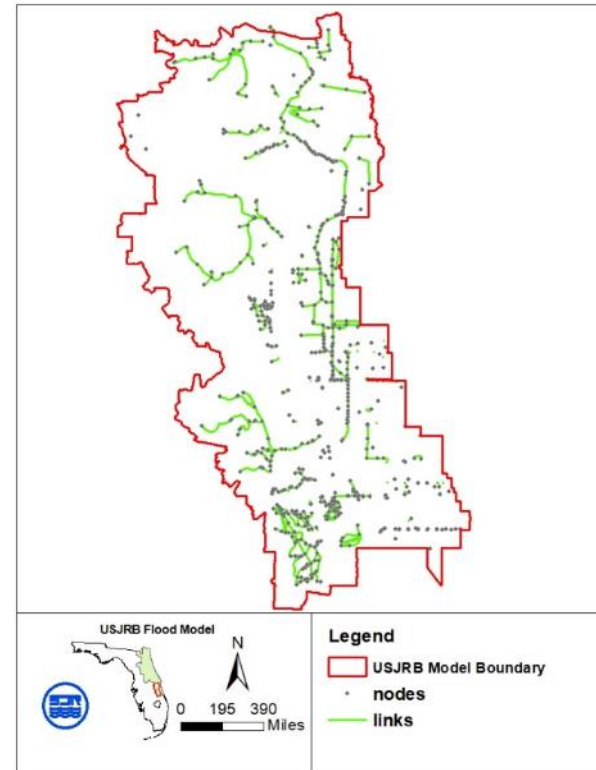 USJRB Flood Model
N
0 195 390
Miles
Legend
USJRB Model Boundary
nodes
links